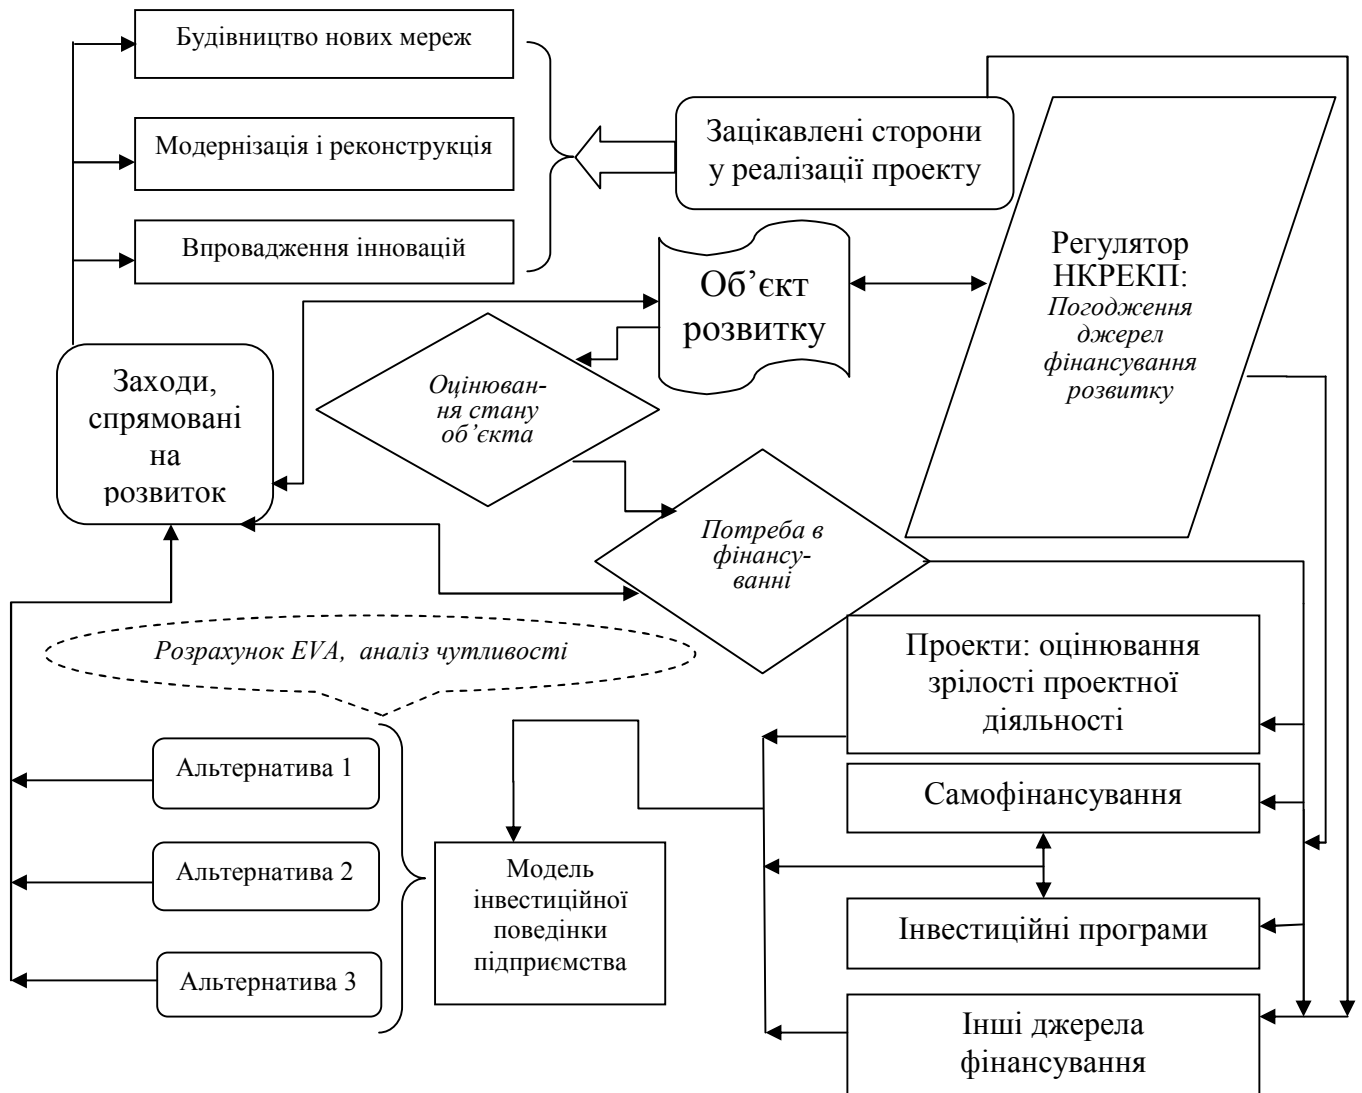 Будівництво нових мереж
Модернізація і реконструкція
Впровадження інновацій
Зацікавлені сторони
у реалізації проекту
Об’єкт
розвитку
Регулятор
НКРЕКП:
Погодження
джерел
фінансування
розвитку
Заходи,
спрямовані
на
розвиток
Оцінюван-
ня стану
об’єкта
Потреба в
фінансу-
ванні
Розрахунок EVA, аналіз чутливості
Проекти: оцінювання
зрілості проектної
діяльності
Самофінансування
Інвестиційні програми
Інші джерела
фінансування
Альтернатива 1
Альтернатива 2
Альтернатива 3
Модель
інвестиційної
поведінки
підприємства